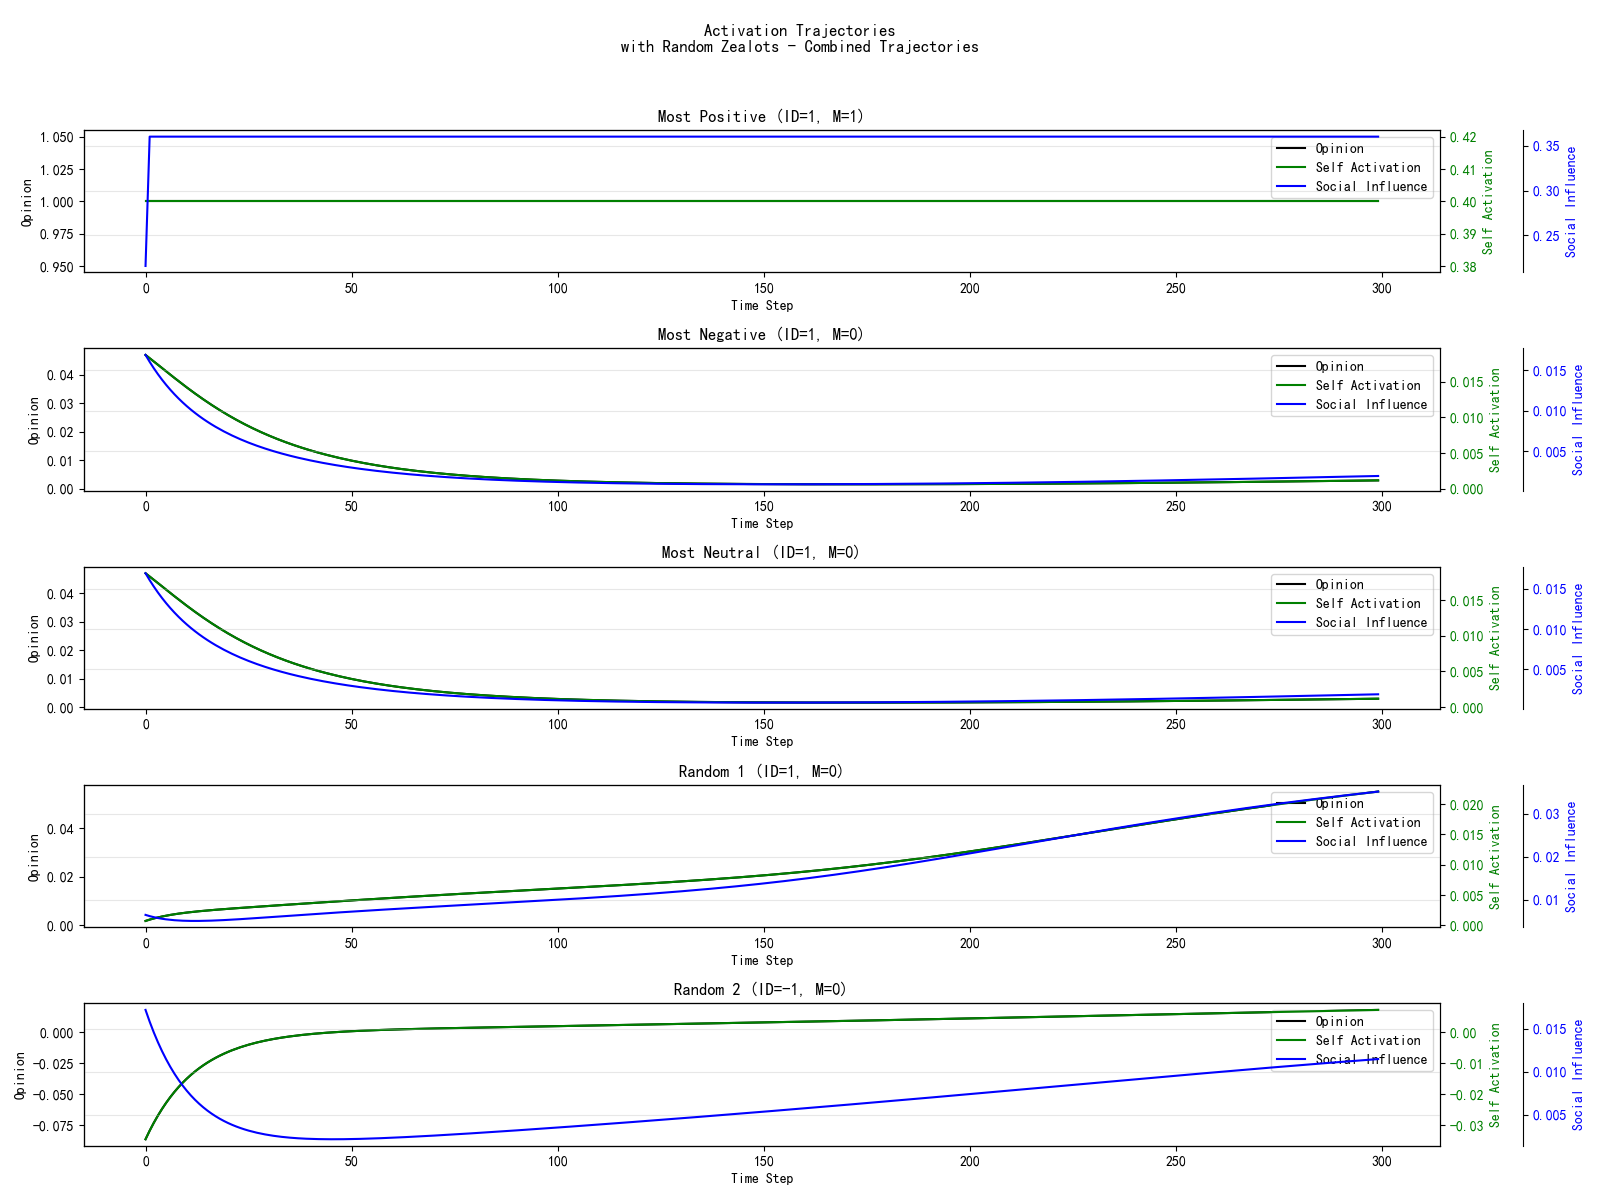 Activation Trajectories
with Random Zealots - Combined Trajectories
Most Positive (ID=1, M=1)
Opinion
1.050
1.025
1.000
0.975
0.950
0 50 100 150 200 250 300
Time Step
Opinion
Self Activation
Social Influence
0.42
0.41
0.40
0.39
0.38
Self Activation
0.35
0.30
0.25
Social Influence
Most Negative (ID=1, M=0)
Opinion
0.04
0.03
0.02
0.01
0.00
0 50 100 150 200 250 300
Time Step
Opinion
Self Activation
Social Influence
0.015
0.010
0.005
0.000
Self Activation
0.015
0.010
0.005
Social Influence
Most Neutral (ID=1, M=0)
Opinion
0.04
0.03
0.02
0.01
0.00
0 50 100 150 200 250 300
Time Step
Opinion
Self Activation
Social Influence
0.015
0.010
0.005
0.000
Self Activation
0.015
0.010
0.005
Social Influence
Random 1 (ID=1, M=0)
Opinion
0.04
0.02
0.00
0 50 100 150 200 250 300
Time Step
Opinion
Self Activation
Social Influence
0.020
0.015
0.010
0.005
0.000
Self Activation
0.03
0.02
0.01
Social Influence
Random 2 (ID=-1, M=0)
Opinion
0.000
-0.025
-0.050
-0.075
0 50 100 150 200 250 300
Time Step
Opinion
Self Activation
Social Influence
0.00
-0.01
-0.02
-0.03
Self Activation
0.015
0.010
0.005
Social Influence